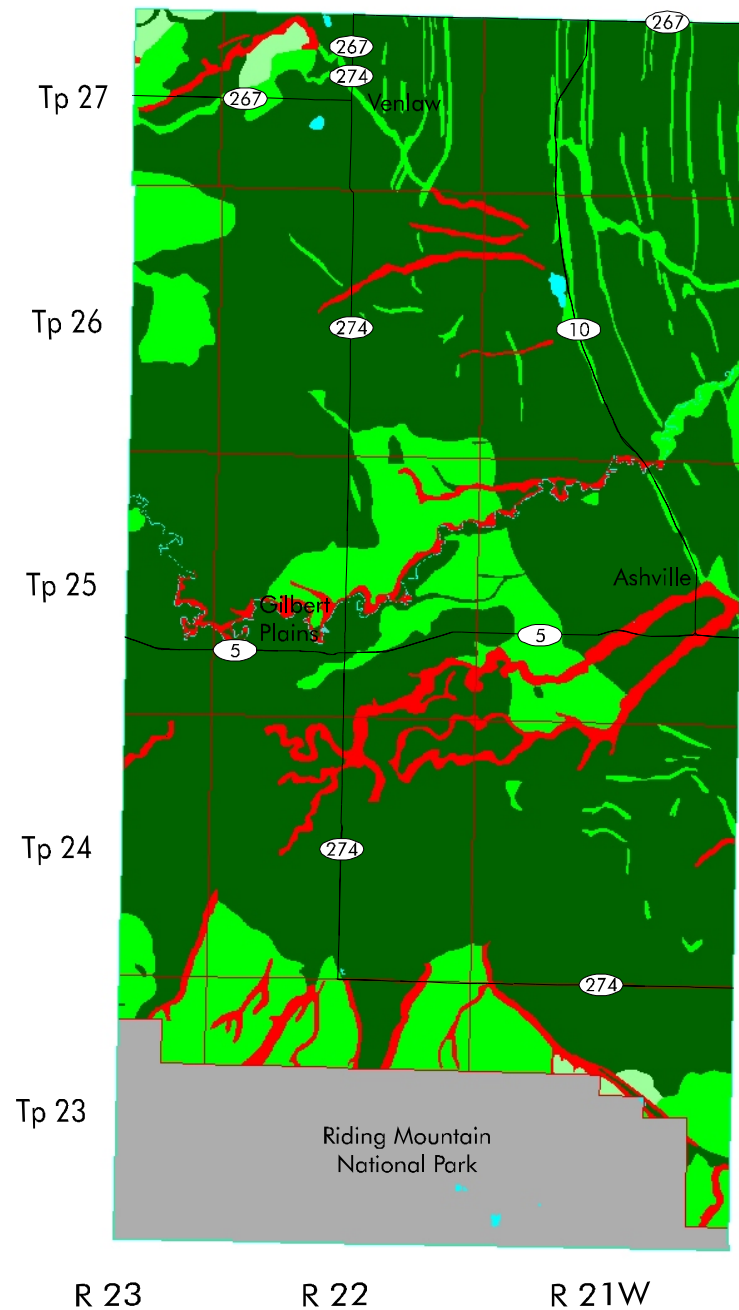 267
267
Tp 27
274
267
Venlaw
Tp 26
274
10
Tp 25
Ashville
Gilbert
Plains
5
5
Tp 24
274
274
Tp 23
Riding Mountain
National Park
R 23
R 22
R 21W